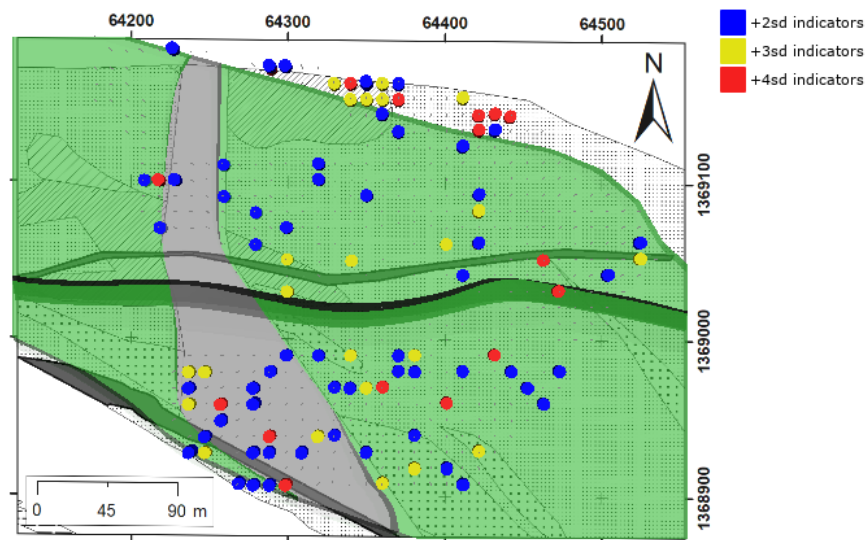 64200 64300 64400 64500
+2sd indicators
+3sd indicators
+4sd indicators
N
1369100
1369000
1368900
0 45 90 m